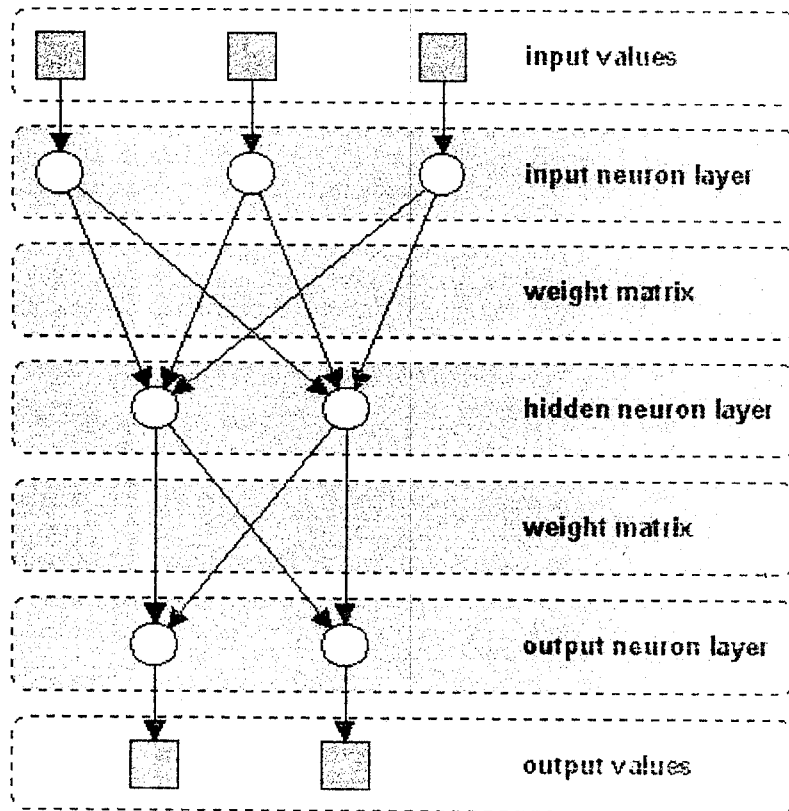 input values
input neuron layer
weight matrix
hidden neuron layer
weight matrix
output neuron layer
output values